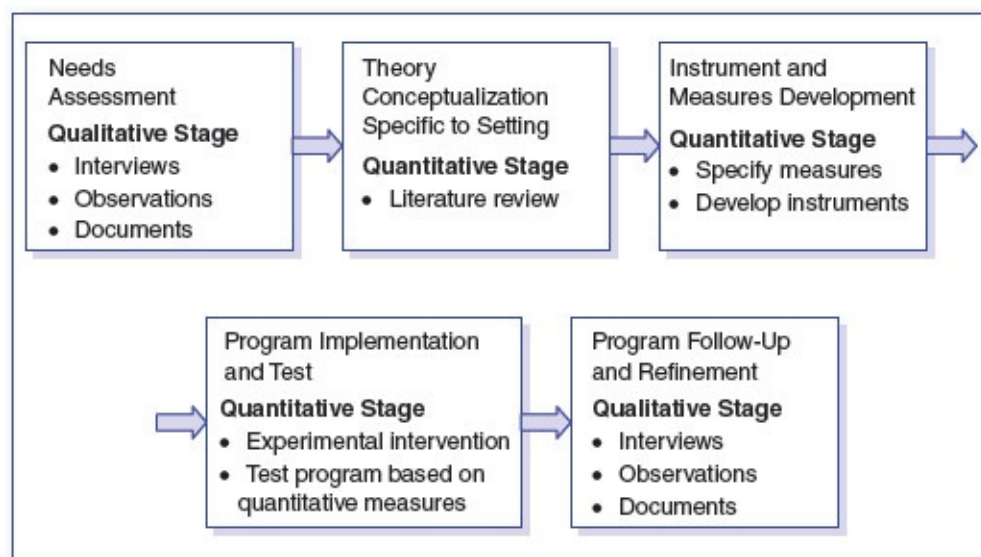 Needs
Assessment
Qualitative Stage
• Interviews
• Observations
• Documents
Theory
Conceptualization
Specific to Setting
Quantitative Stage
• Literature review
Instrument and
Measures Development
Quantitative Stage
• Specify measures
• Develop instruments
Program Implementation
and Test
Quantitative Stage
• Experimental intervention
• Test program based on
quantitative measures
Program Follow-Up
and Refinement
Qualitative Stage
• Interviews
• Observations
• Documents